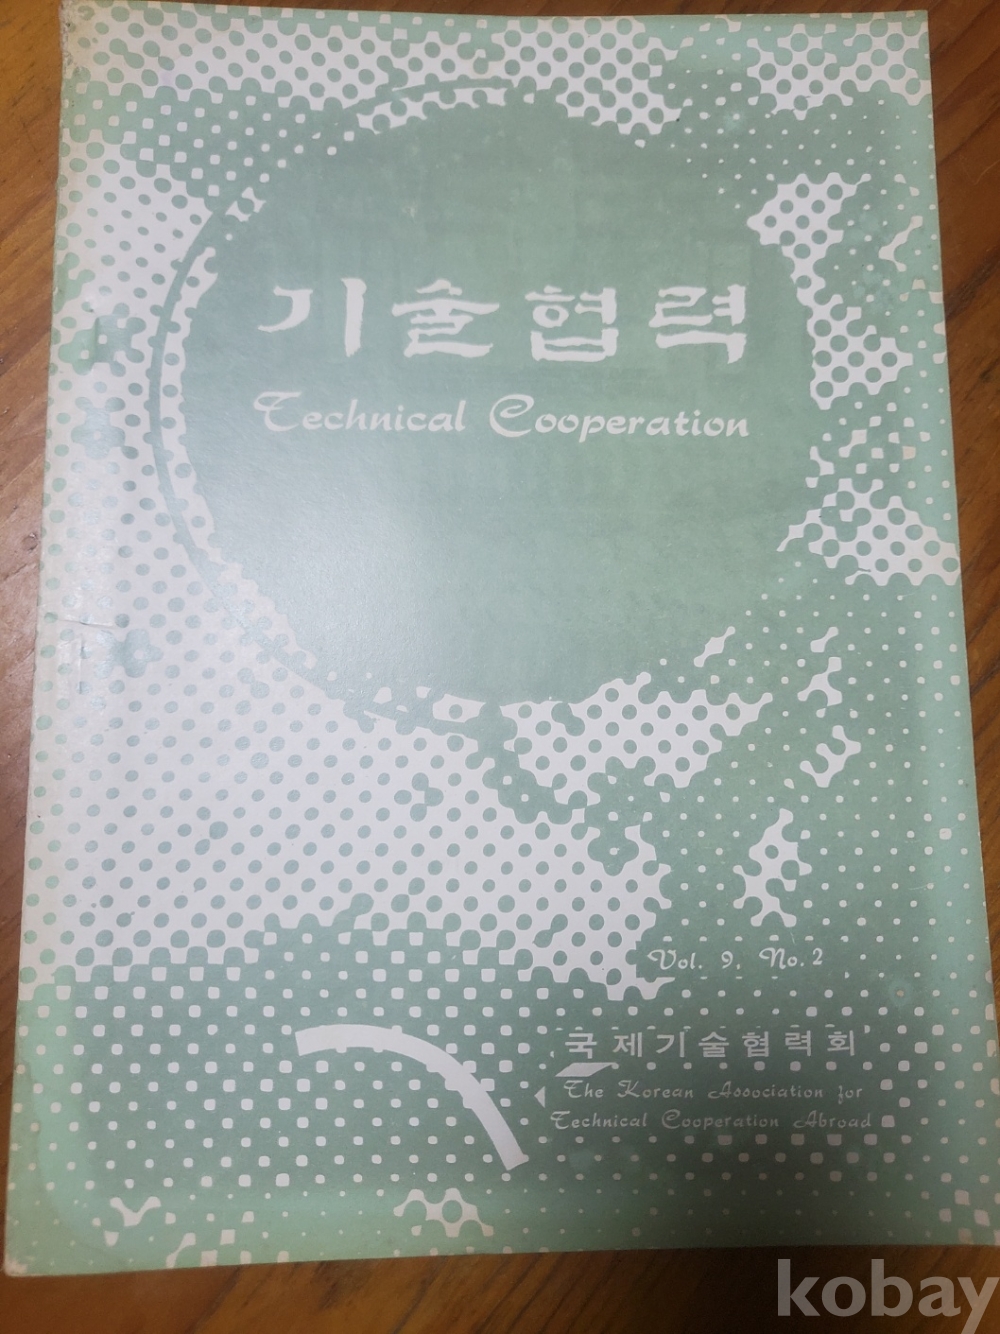 기술협력
Technical Cooperation
Vol. 9. No. 2
국제기술협력회
The Korean Association for
Technical Cooperation Abroad
kobay